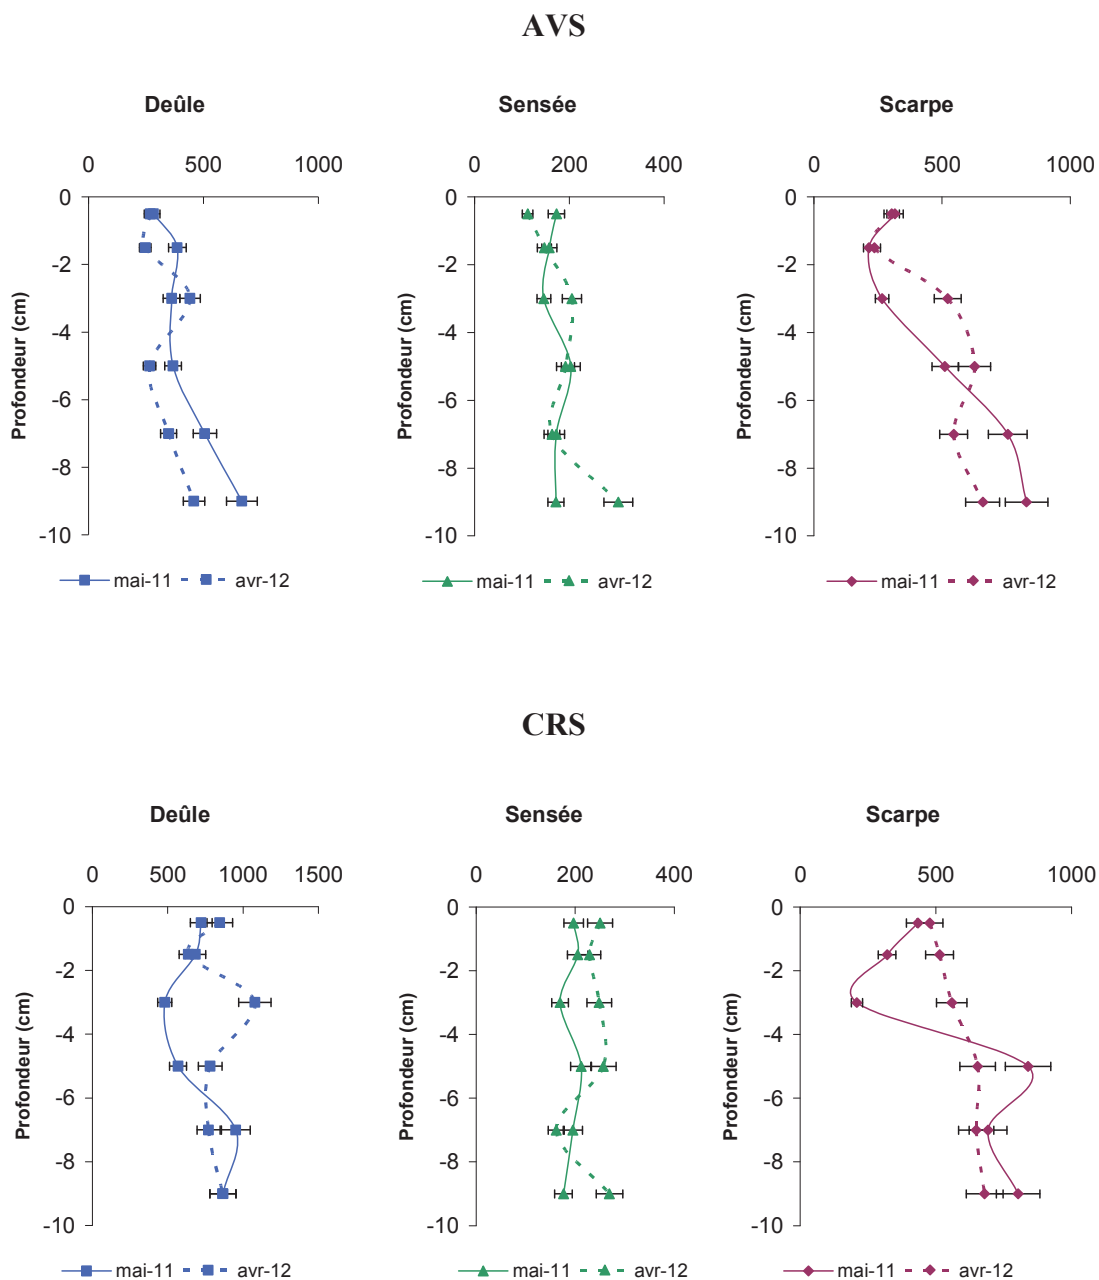 AVS
Deûle Sensée Scarpe
0 500 1000 0 200 400 0 500 1000
0 0 0
-2 -2 -2
-4 -4 -4
-6 -6 -6
-8 -8 -8
-10 -10 -10
Profondeur (cm) Profondeur (cm) Profondeur (cm)
mai-11 avr-12 mai-11 avr-12 mai-11 avr-12
CRS
Deûle Sensée Scarpe
0 500 1000 1500 0 200 400 0 500 1000
0 0 0
-2 -2 -2
-4 -4 -4
-6 -6 -6
-8 -8 -8
-10 -10 -10
Profondeur (cm) Profondeur (cm) Profondeur (cm)
mai-11 avr-12 mai-11 avr-12 mai-11 avr-12